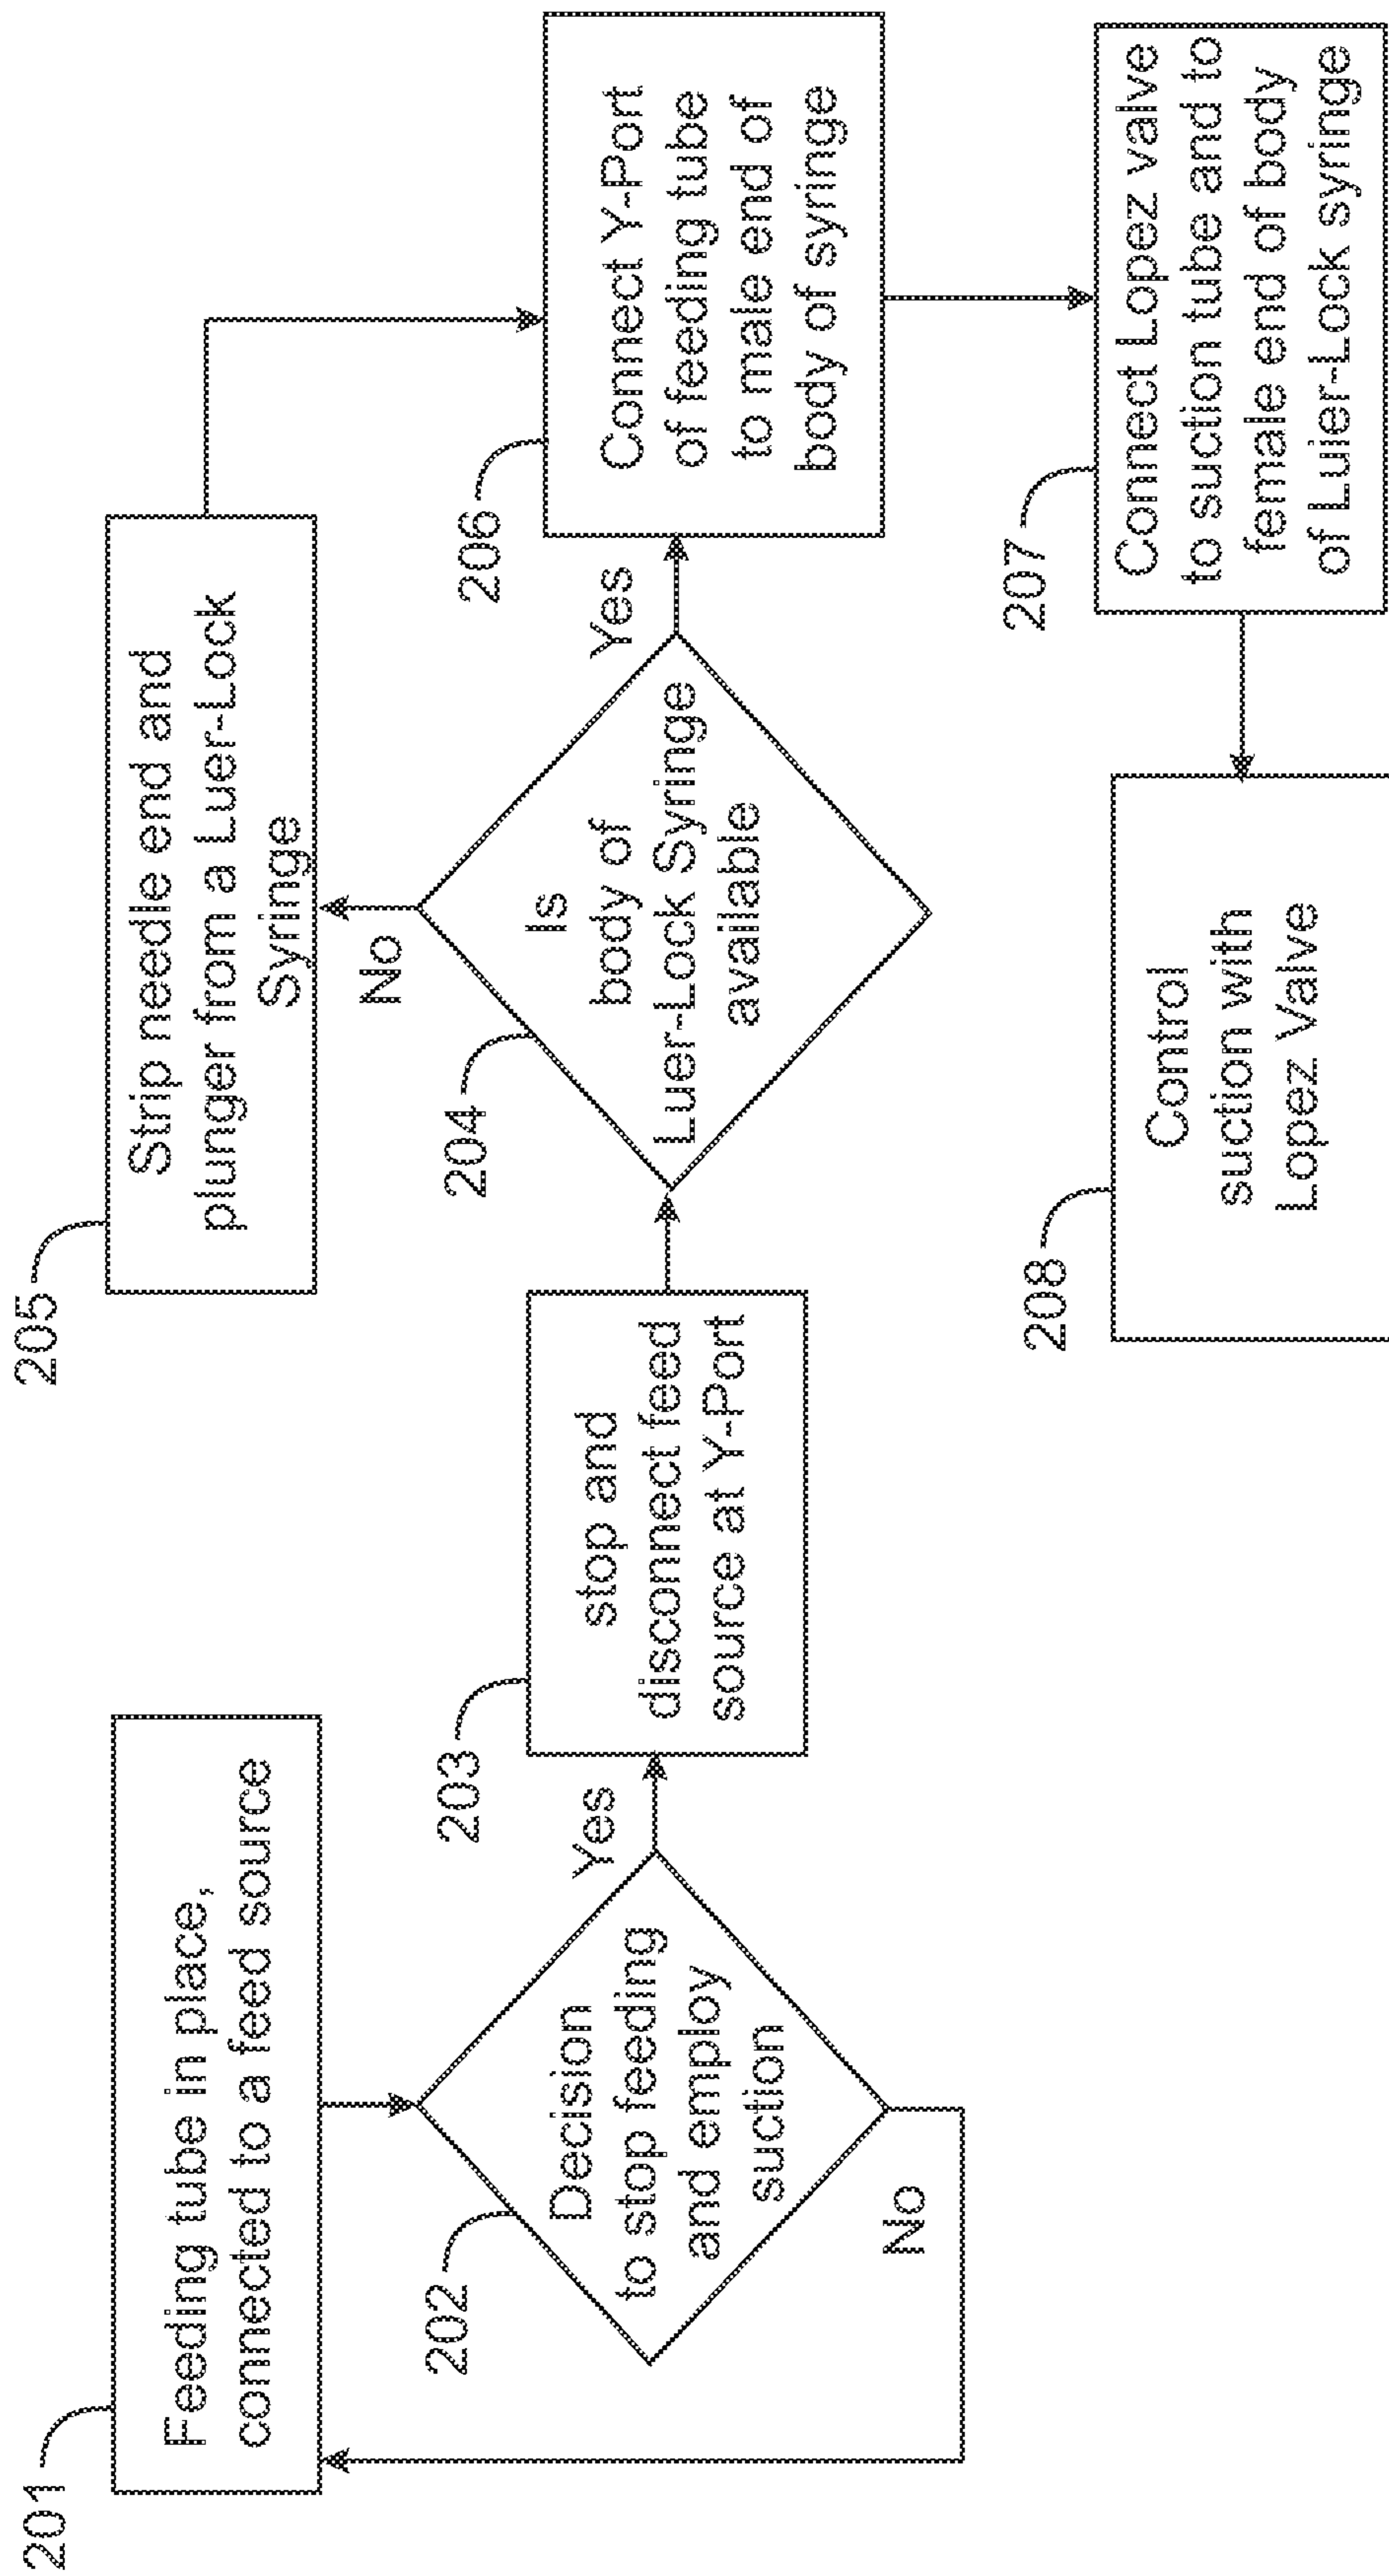 201
Feeding tube in place,
connected to a feed source
202
Decision
to stop feeding
and employ
suction
Yes
No
203
stop and
disconnect feed
source at Y-Port
204
Is
body of
Luer-Lock Syringe
available
No
Yes
205
Strip needle end and
plunger from a Luer-Lock
Syringe
206
Connect Y-Port
of feeding tube
to male end of
body of syringe
207
Connect Lopez valve
to suction tube and to
female end of body
of Luier-Lock syringe
208
Control
suction with
Lopez Valve